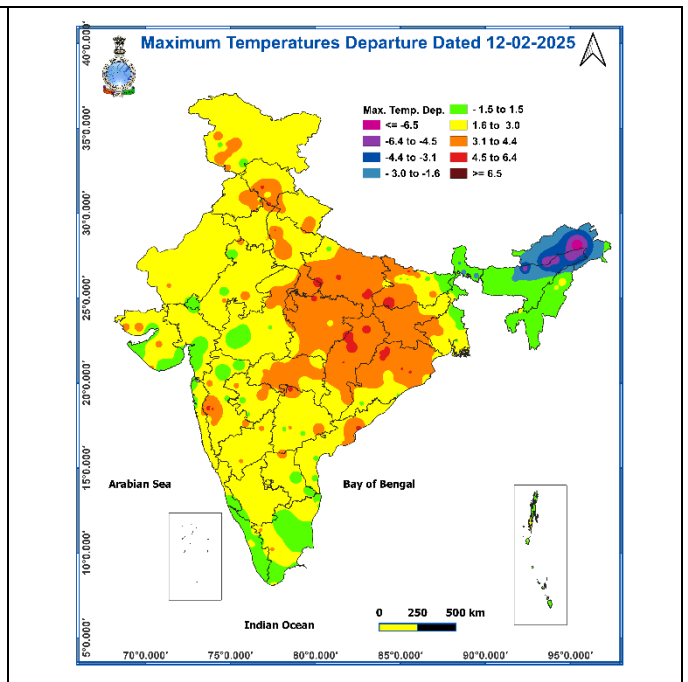 Maximum Temperatures Departure Dated 12-02-2025
Max. Temp. Dep.
<= -6.5
-6.4 to -4.5
-4.4 to -3.1
- 3.0 to -1.6
- 1.5 to 1.5
1.6 to 3.0
3.1 to 4.4
4.5 to 6.4
>= 6.5
40°0.000'
35°0.000'
30°0.000'
25°0.000'
20°0.000'
15°0.000'
10°0.000'
5°0.000'
Arabian Sea
Bay of Bengal
Indian Ocean
0 250 500 km
70°0.000' 75°0.000' 80°0.000' 85°0.000' 90°0.000' 95°0.000'